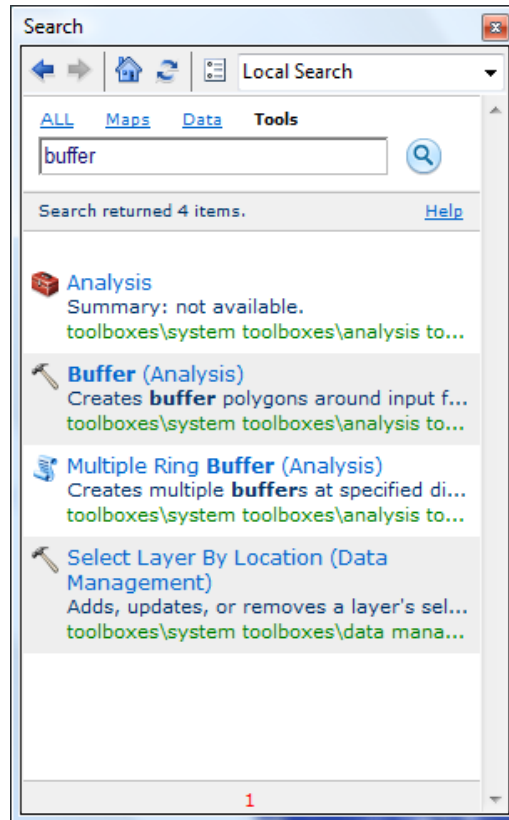 Search
Local Search
ALL Maps Data Tools
buffer
Search returned 4 items. Help
Analysis
Summary: not available.
toolboxes\system toolboxes\analysis to...
Buffer (Analysis)
Creates buffer polygons around input f...
toolboxes\system toolboxes\analysis to...
Multiple Ring Buffer (Analysis)
Creates multiple buffers at specified di...
toolboxes\system toolboxes\analysis to...
Select Layer By Location (Data
Management)
Adds, updates, or removes a layer's sel...
toolboxes\system toolboxes\data mana...
1